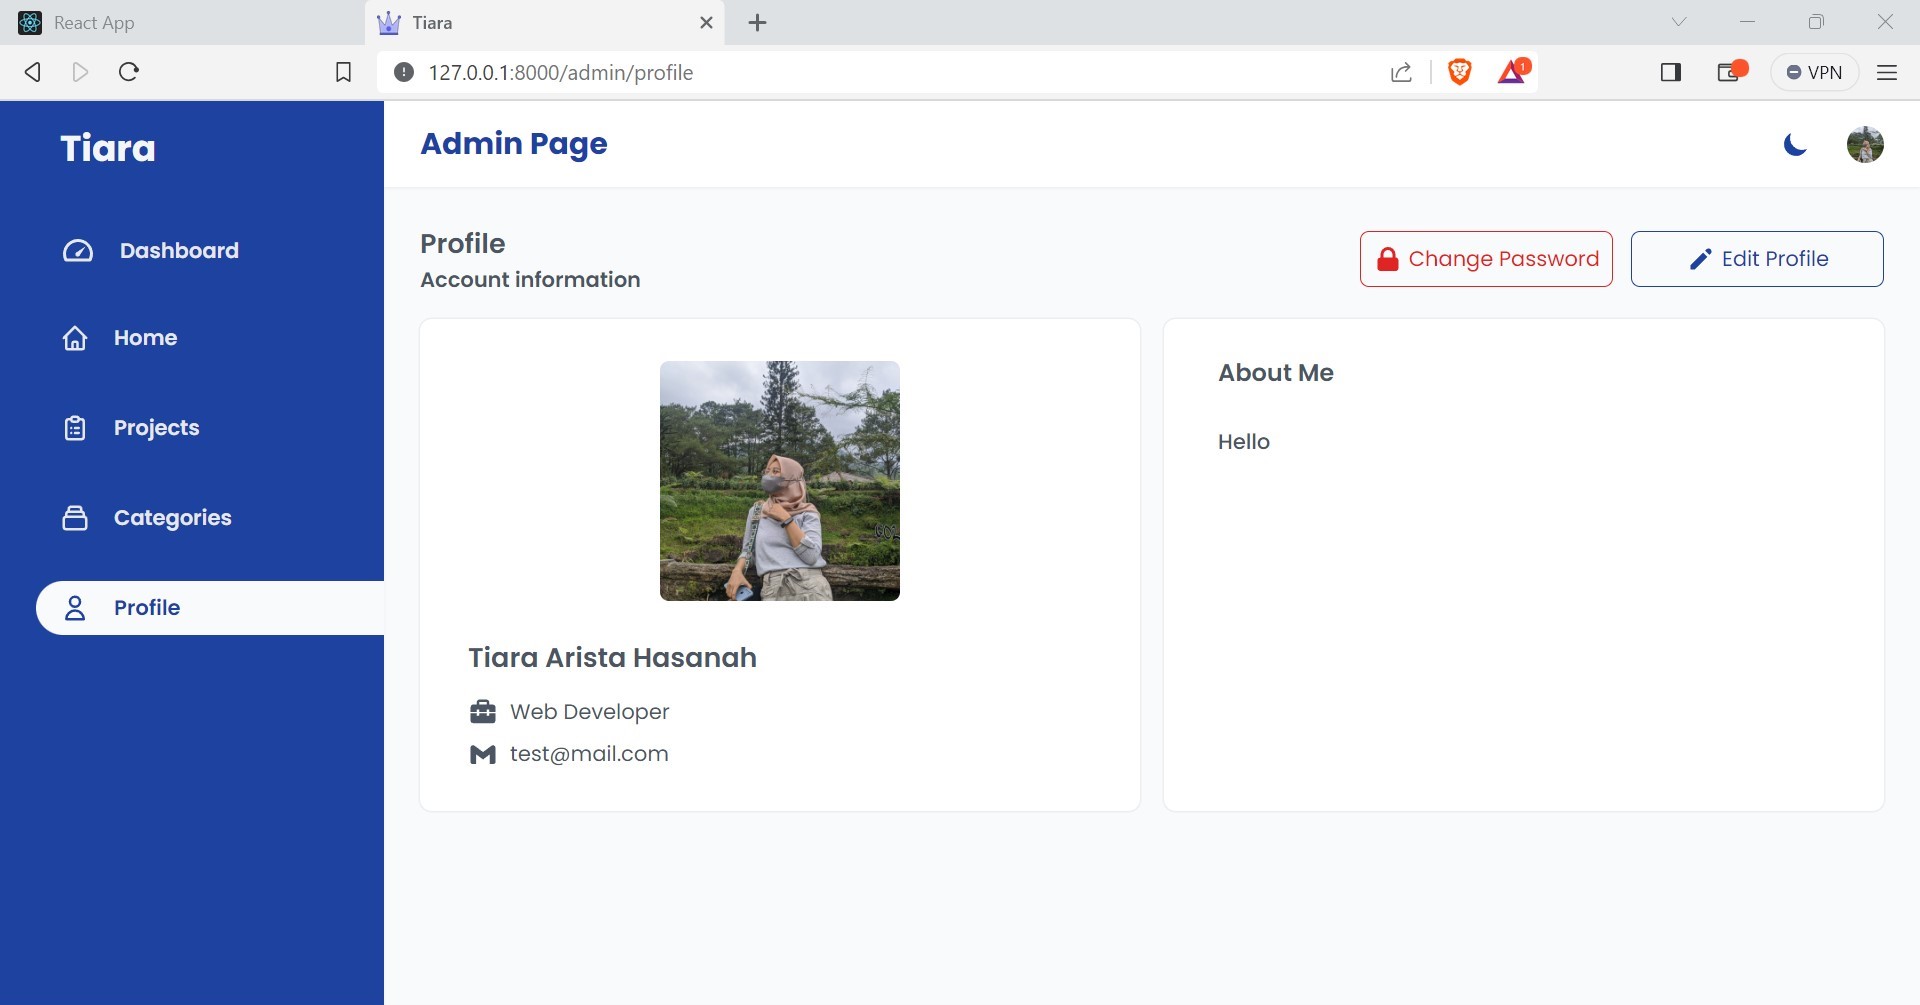 React App
Tiara
127.0.0.1:8000/admin/profile
1
VPN
Tiara
Admin Page
Dashboard
Home
Projects
Categories
Profile
Profile
Account information
Change Password
Edit Profile
Tiara Arista Hasanah
Web Developer
test@mail.com
About Me
Hello